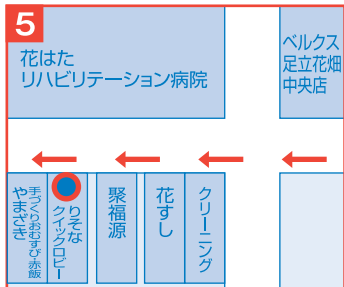 5
花はた
リハビリテーション病院
ベルクス
足立花畑
中央店
クリーニング
花すし
聚福源
りそな
クイックロビー
手づくりおむすび・赤飯
やまざき